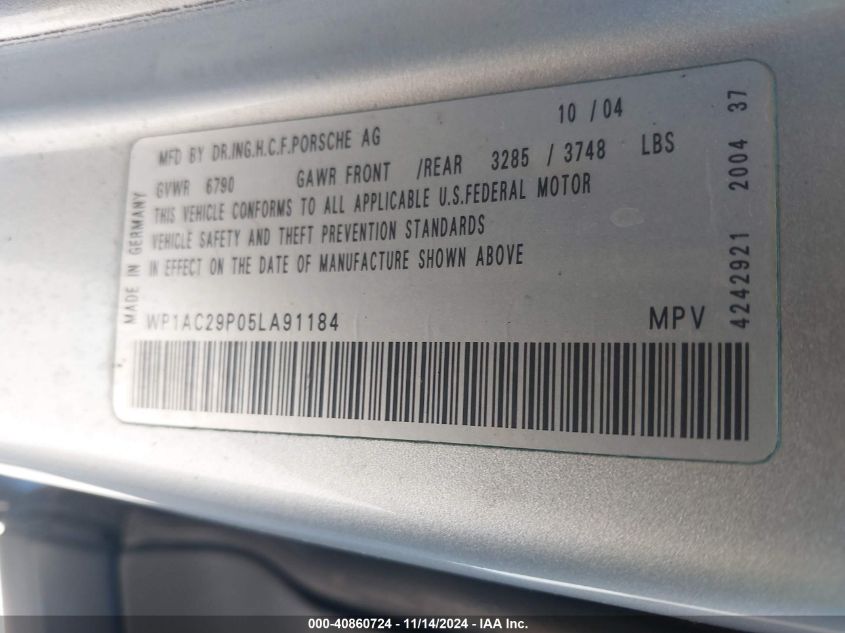 10 / 04
MFD BY DR.ING.H.C.F.PORSCHE AG
GVWR 6790 GAWR FRONT /REAR 3285 / 3748 LBS
THIS VEHICLE CONFORMS TO ALL APPLICABLE U.S.FEDERAL MOTOR
VEHICLE SAFETY AND THEFT PREVENTION STANDARDS
IN EFFECT ON THE DATE OF MANUFACTURE SHOWN ABOVE
WP1AC29P05LA91184 MPV
MADE IN GERMANY
4242921 2004 37
000-40860724 - 11/14/2024 - IAA Inc.